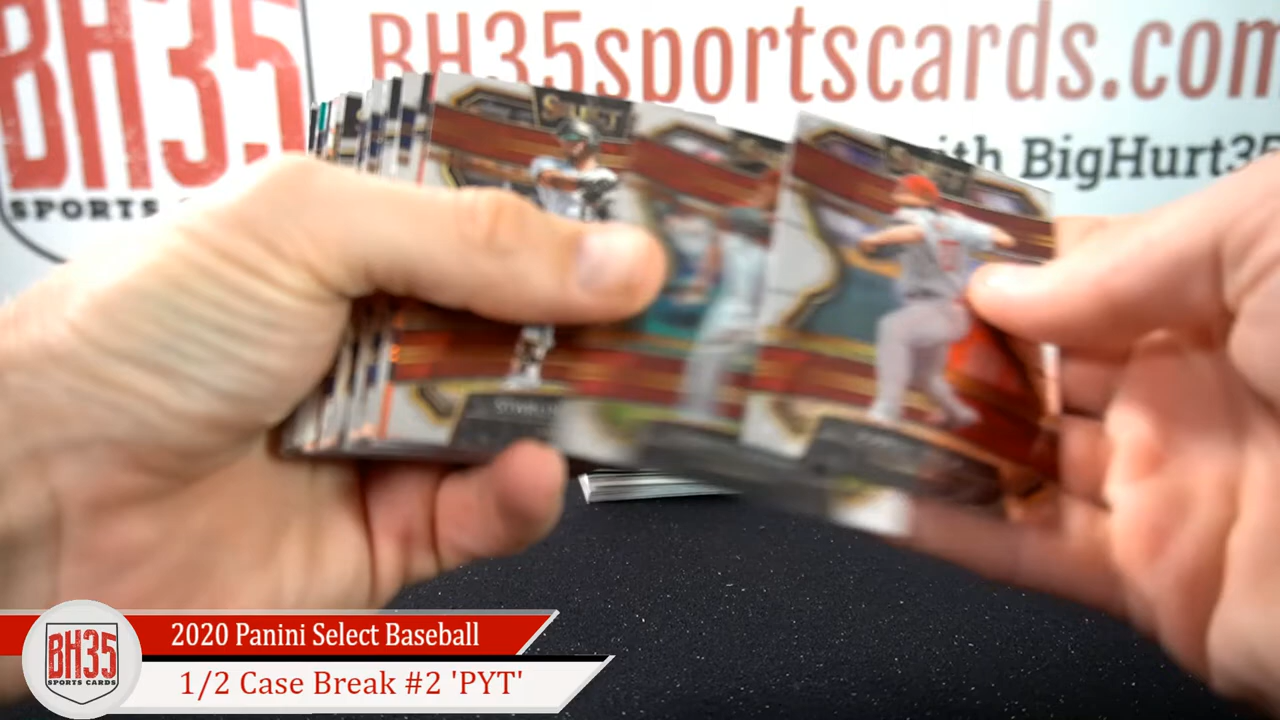 BH35
SPORTS
BH35sportscards.com
with BigHurt35
SELECT
2020 Panini Select Baseball
1/2 Case Break #2 'PYT'
BH35
SPORTS CARDS